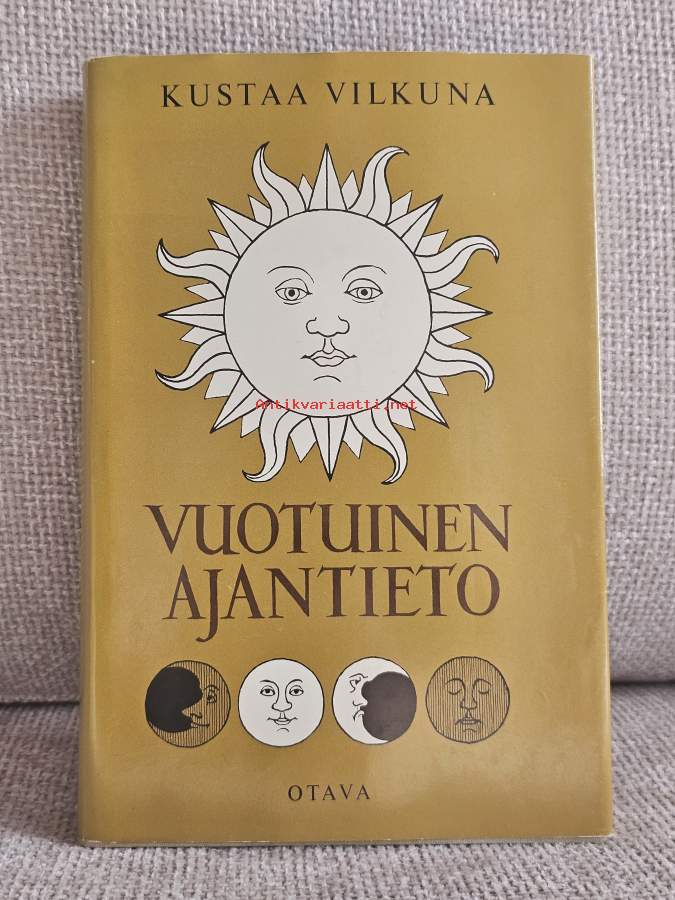 KUSTAA VILKUNA
Antikvariaatti.net
VUOTUINEN
AJANTIETO
OTAVA